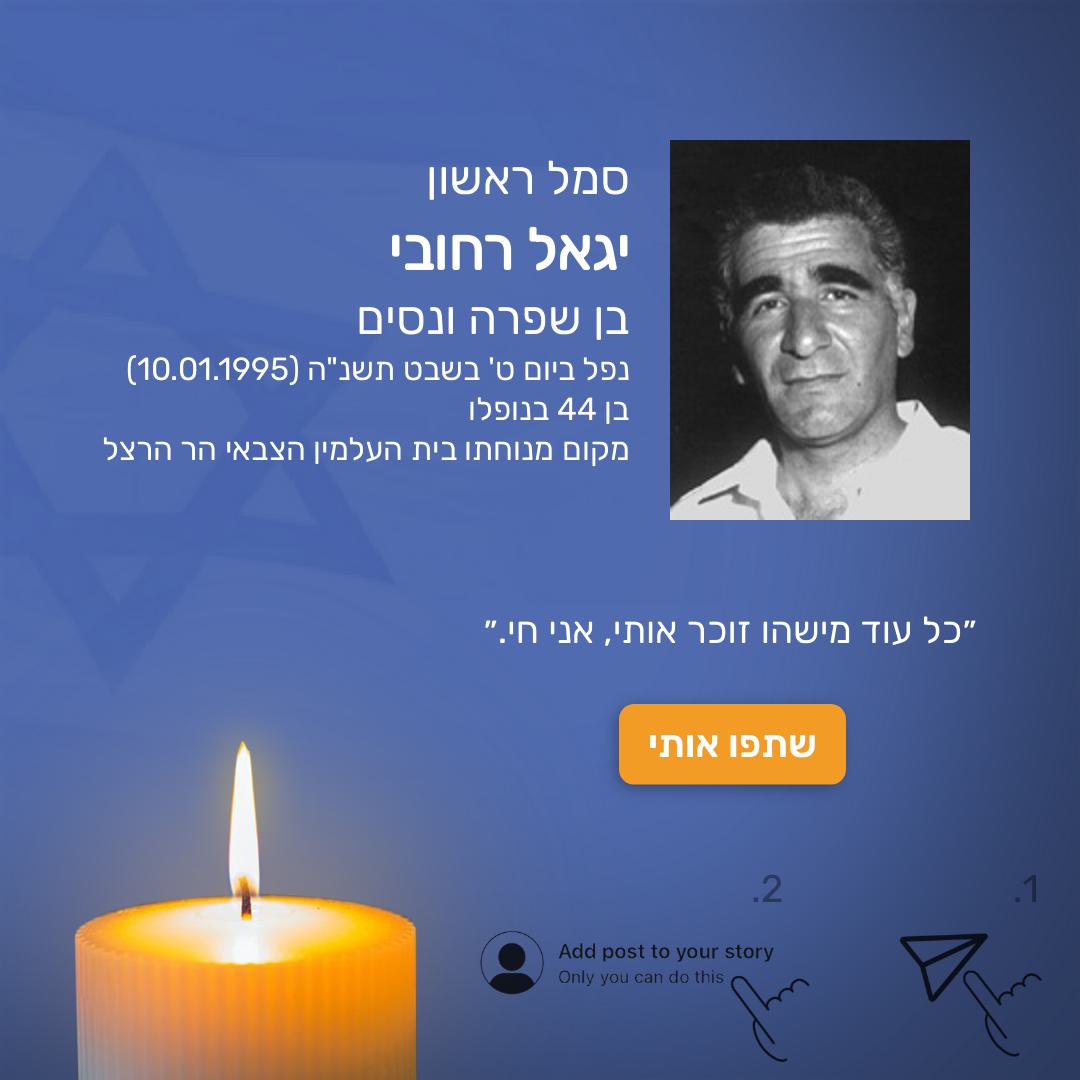 סמל ראשון
יגאל רחובי
בן שפרה ונסים
נפל ביום ט' בשבט תשנ"ה (10.01.1995)
בן 44 בנופלו
מקום מנוחתו בית העלמין הצבאי הר הרצל
״כל עוד מישהו זוכר אותי, אני חי.״
שתפו אותי
.1
.2
Add post to your story
Only you can do this